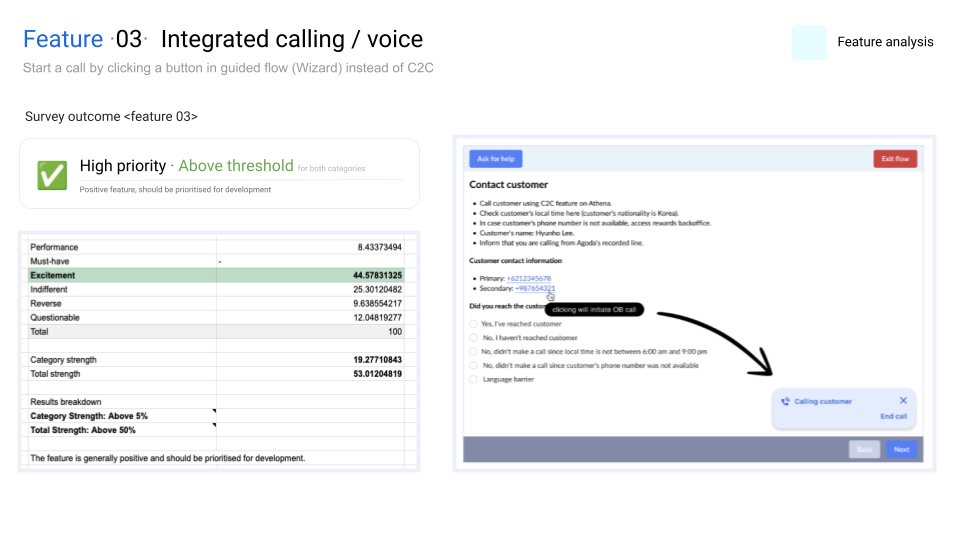 Feature ·03· Integrated calling / voice
Start a call by clicking a button in guided flow (Wizard) instead of C2C
Feature analysis
Survey outcome <feature 03>
High priority · Above threshold for both categories
Positive feature, should be prioritised for development
Performance 8.43373494
Must-have -
Excitement 44.57831325
Indifferent 25.30120482
Reverse 9.638554217
Questionable 12.04819277
Total 100
Category strength 19.27710843
Total strength 53.01204819
Results breakdown
Category Strength: Above 5%
Total Strength: Above 50%
The feature is generally positive and should be prioritised for development.
Ask for help
Exit flow
Contact customer
• Call customer using C2C feature on Athena.
• Check customer's local time here (customer's nationality is Korea).
• In case customer's phone number is not available, access rewards backoffice.
• Customer's name: Hyunho Lee.
• Inform that you are calling from Agoda's recorded line.
Customer contact information
• Primary: +6212345678
• Secondary: +987654321
clicking will initiate OB call
Did you reach the custom
Yes, I've reached customer
No, I haven't reached customer
No, didn't make a call since local time is not between 6:00 am and 9:00 pm
No, didn't make a call since customer's phone number was not available
Language barrier
Calling customer
End call
Back
Next